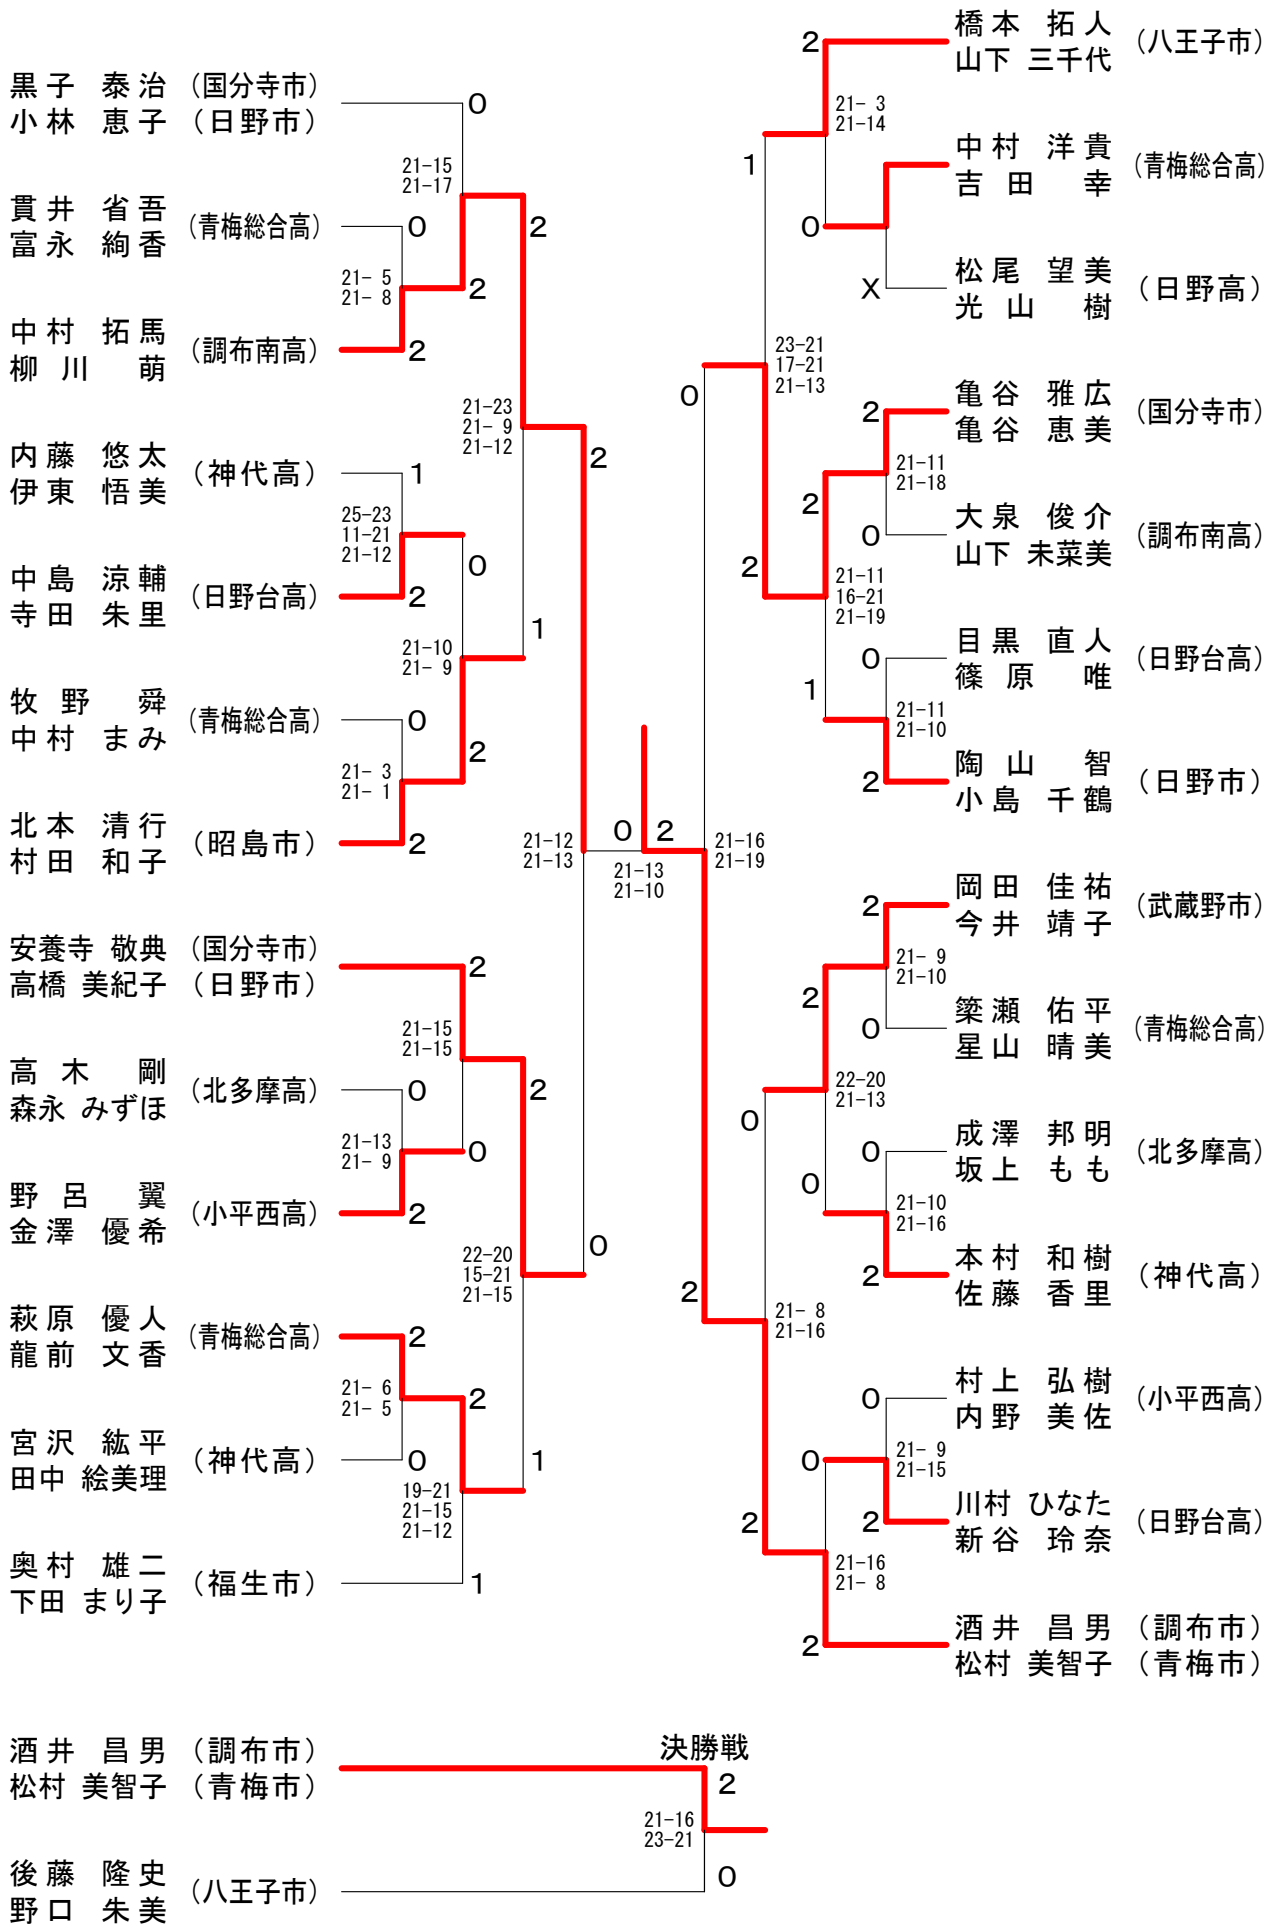 黒子 泰治 (国分寺市)
小林 恵子 (日野市)
0
21-15
21-17
貫井 省吾 (青梅総合高)
富永 絢香
0
2
21- 5
21- 8
2
中村 拓馬 (調布南高)
柳川 萌
2
21-23
21- 9
21-12
2
内藤 悠太 (神代高)
伊東 悟美
1
25-23
11-21
21-12
0
中島 涼輔 (日野台高)
寺田 朱里
2
1
21-10
21- 9
牧野 舜 (青梅総合高)
中村 まみ
0
2
21- 3
21- 1
北本 清行 (昭島市)
村田 和子
2
21-12
21-13
安養寺 敬典 (国分寺市)
高橋 美紀子 (日野市)
2
21-15
21-15
高木 剛 (北多摩高)
森永 みずほ
0
2
21-13
21- 9
0
野呂 翼 (小平西高)
金澤 優希
2
0
22-20
15-21
21-15
萩原 優人 (青梅総合高)
龍前 文香
2
21- 6
21- 5
2
宮沢 紘平 (神代高)
田中 絵美理
0
1
19-21
21-15
21-12
奥村 雄二 (福生市)
下田 まり子
1
0 2
21-13
21-10
2
橋本 拓人 (八王子市)
山下 三千代
21- 3
21-14
1
中村 洋貴 (青梅総合高)
吉田 幸
0
X
松尾 望美 (日野高)
光山 樹
23-21
17-21
21-13
0
2
亀谷 雅広 (国分寺市)
亀谷 恵美
21-11
21-18
2
0
大泉 俊介 (調布南高)
山下 未菜美
2
21-11
16-21
21-19
0
目黒 直人 (日野台高)
篠原 唯
1
21-11
21-10
2
陶山 智 (日野市)
小島 千鶴
21-16
21-19
2
岡田 佳祐 (武蔵野市)
今井 靖子
21- 9
21-10
2
0
簗瀬 佑平 (青梅総合高)
星山 晴美
22-20
21-13
0
0
成澤 邦明 (北多摩高)
坂上 もも
0
21-10
21-16
2
本村 和樹 (神代高)
佐藤 香里
2
21- 8
21-16
0
村上 弘樹 (小平西高)
内野 美佐
0
21- 9
21-15
2
2
川村 ひなた (日野台高)
新谷 玲奈
21-16
21- 8
2
酒井 昌男 (調布市)
松村 美智子 (青梅市)
決勝戦
酒井 昌男 (調布市)
松村 美智子 (青梅市)
2
21-16
23-21
後藤 隆史 (八王子市)
野口 朱美
0